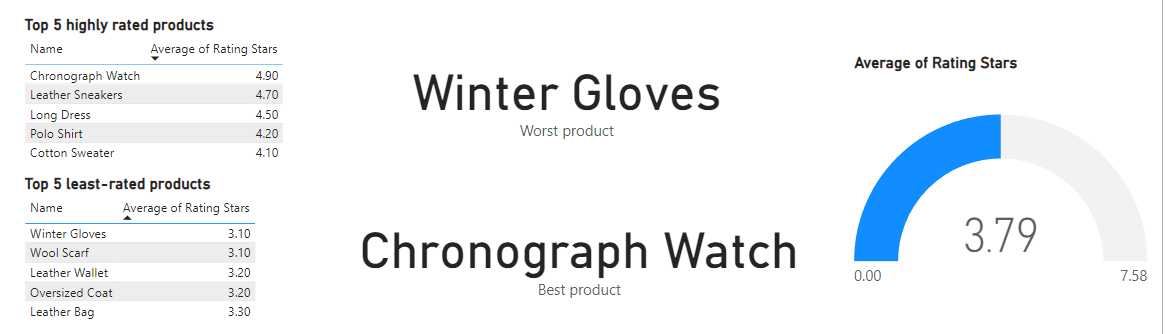 Top 5 highly rated products
Name Average of Rating Stars
Chronograph Watch 4.90
Leather Sneakers 4.70
Long Dress 4.50
Polo Shirt 4.20
Cotton Sweater 4.10
Top 5 least-rated products
Name Average of Rating Stars
Winter Gloves 3.10
Wool Scarf 3.10
Leather Wallet 3.20
Oversized Coat 3.20
Leather Bag 3.30
Winter Gloves
Worst product
Chronograph Watch
Best product
Average of Rating Stars
3.79
0.00 7.58